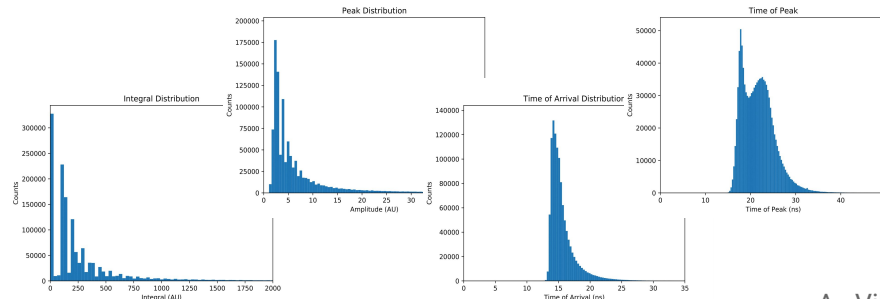 Peak Distribution
Time of Peak
200000
175000
150000
125000
100000
75000
50000
25000
0
Counts
0 5 10 15 20 25 30
Amplitude (AU)
50000
40000
30000
20000
10000
0
Counts
0 10 20 30 40
Time of Peak (ns)
Integral Distribution
300000
250000
200000
150000
100000
50000
0
Counts
0 250 500 750 1000 1250 1500 1750 2000
Integral (AU)
Time of Arrival Distribution
140000
120000
100000
80000
60000
40000
20000
0
Counts
0 5 10 15 20 25 30 35
Time of Arrival (ns)